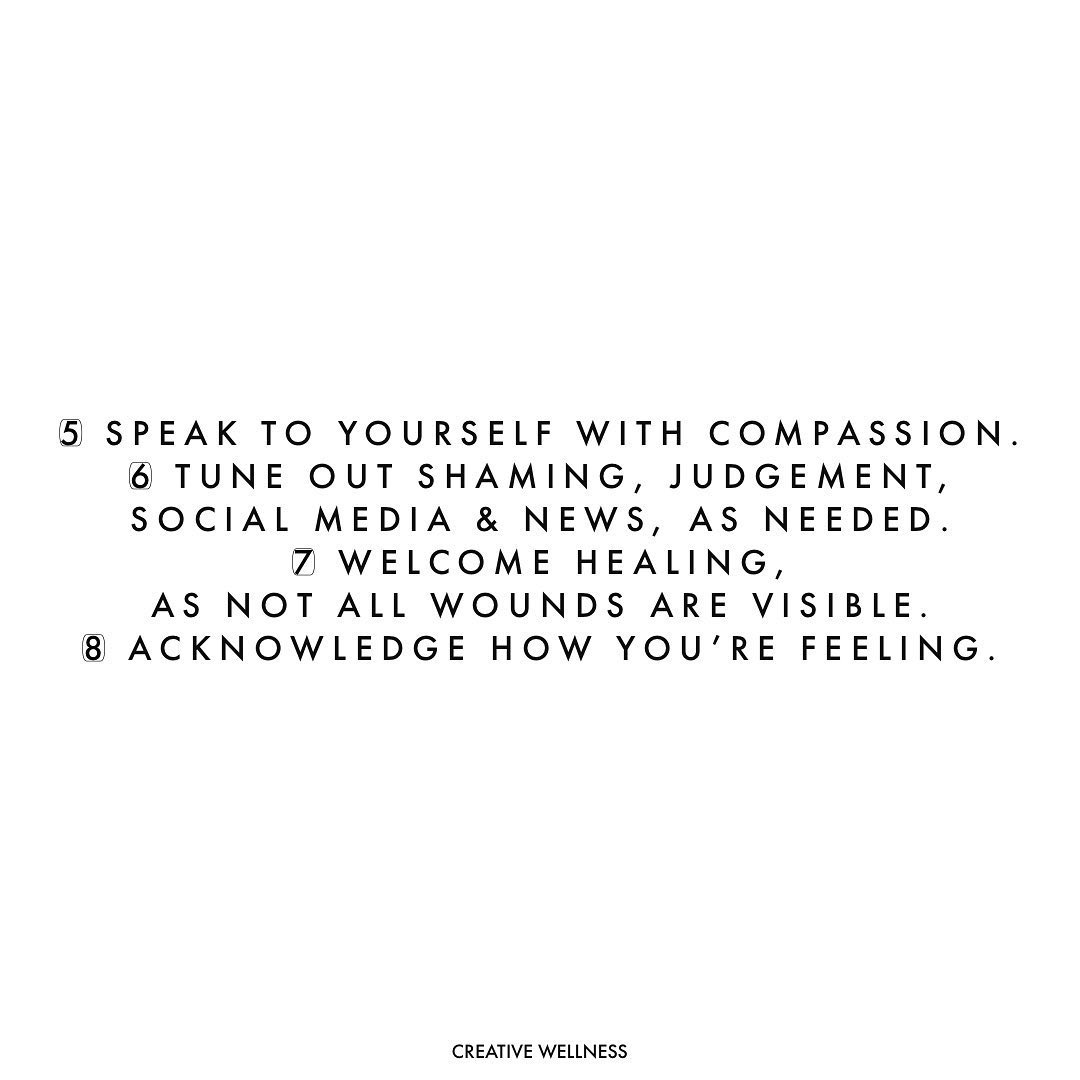 5 SPEAK TO YOURSELF WITH COMPASSION.
6 TUNE OUT SHAMING, JUDGEMENT,
SOCIAL MEDIA & NEWS, AS NEEDED.
7 WELCOME HEALING,
AS NOT ALL WOUNDS ARE VISIBLE.
8 ACKNOWLEDGE HOW YOU’RE FEELING.
CREATIVE WELLNESS